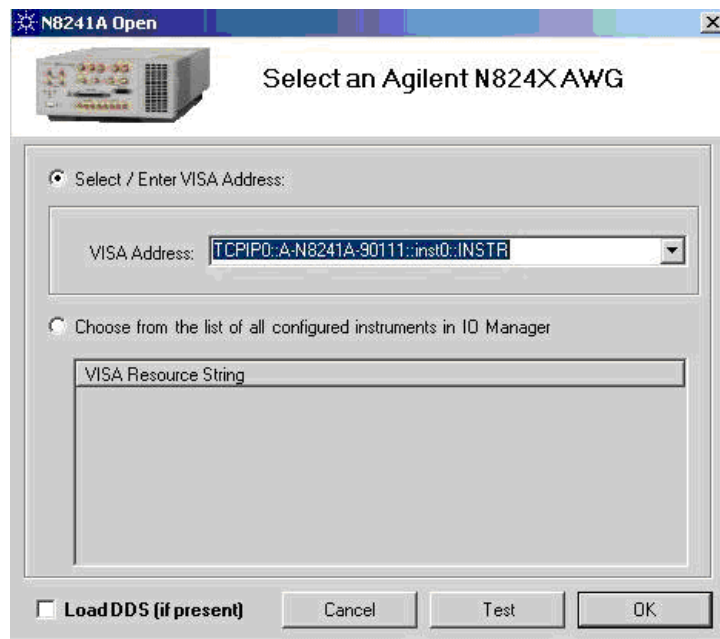 N8241A Open
Select an Agilent N824X AWG
Select / Enter VISA Address:
VISA Address: TCPIP0::A-N8241A-90111::inst0::INSTR
Choose from the list of all configured instruments in IO Manager
VISA Resource String
Load DDS (if present) Cancel Test OK